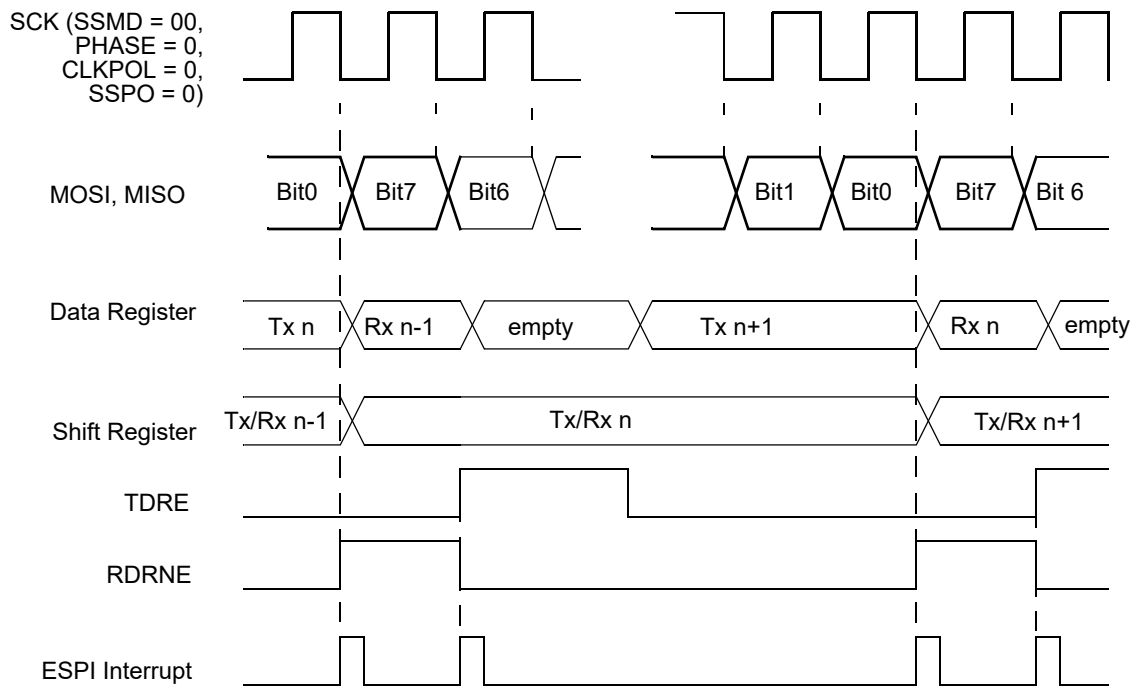 SCK (SSMD = 00,
PHASE = 0,
CLKPOL = 0,
SSPO = 0)
MOSI, MISO
Bit0
Bit7
Bit6
Bit1
Bit0
Bit7
Bit 6
Data Register
Tx n
Rx n-1
empty
Tx n+1
Rx n
empty
Shift Register
Tx/Rx n-1
Tx/Rx n
Tx/Rx n+1
TDRE
RDRNE
ESPI Interrupt